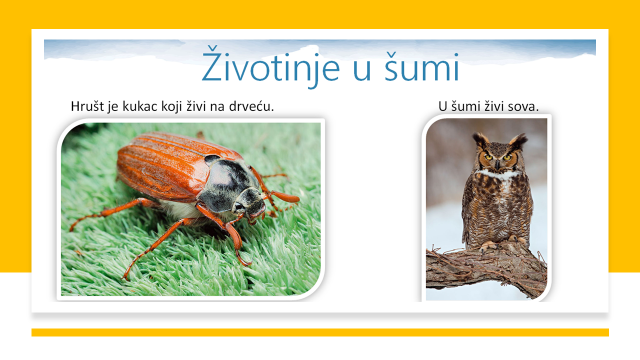 Životinje u šumi
Hrušt je kukac koji živi na drveću.
U šumi živi sova.